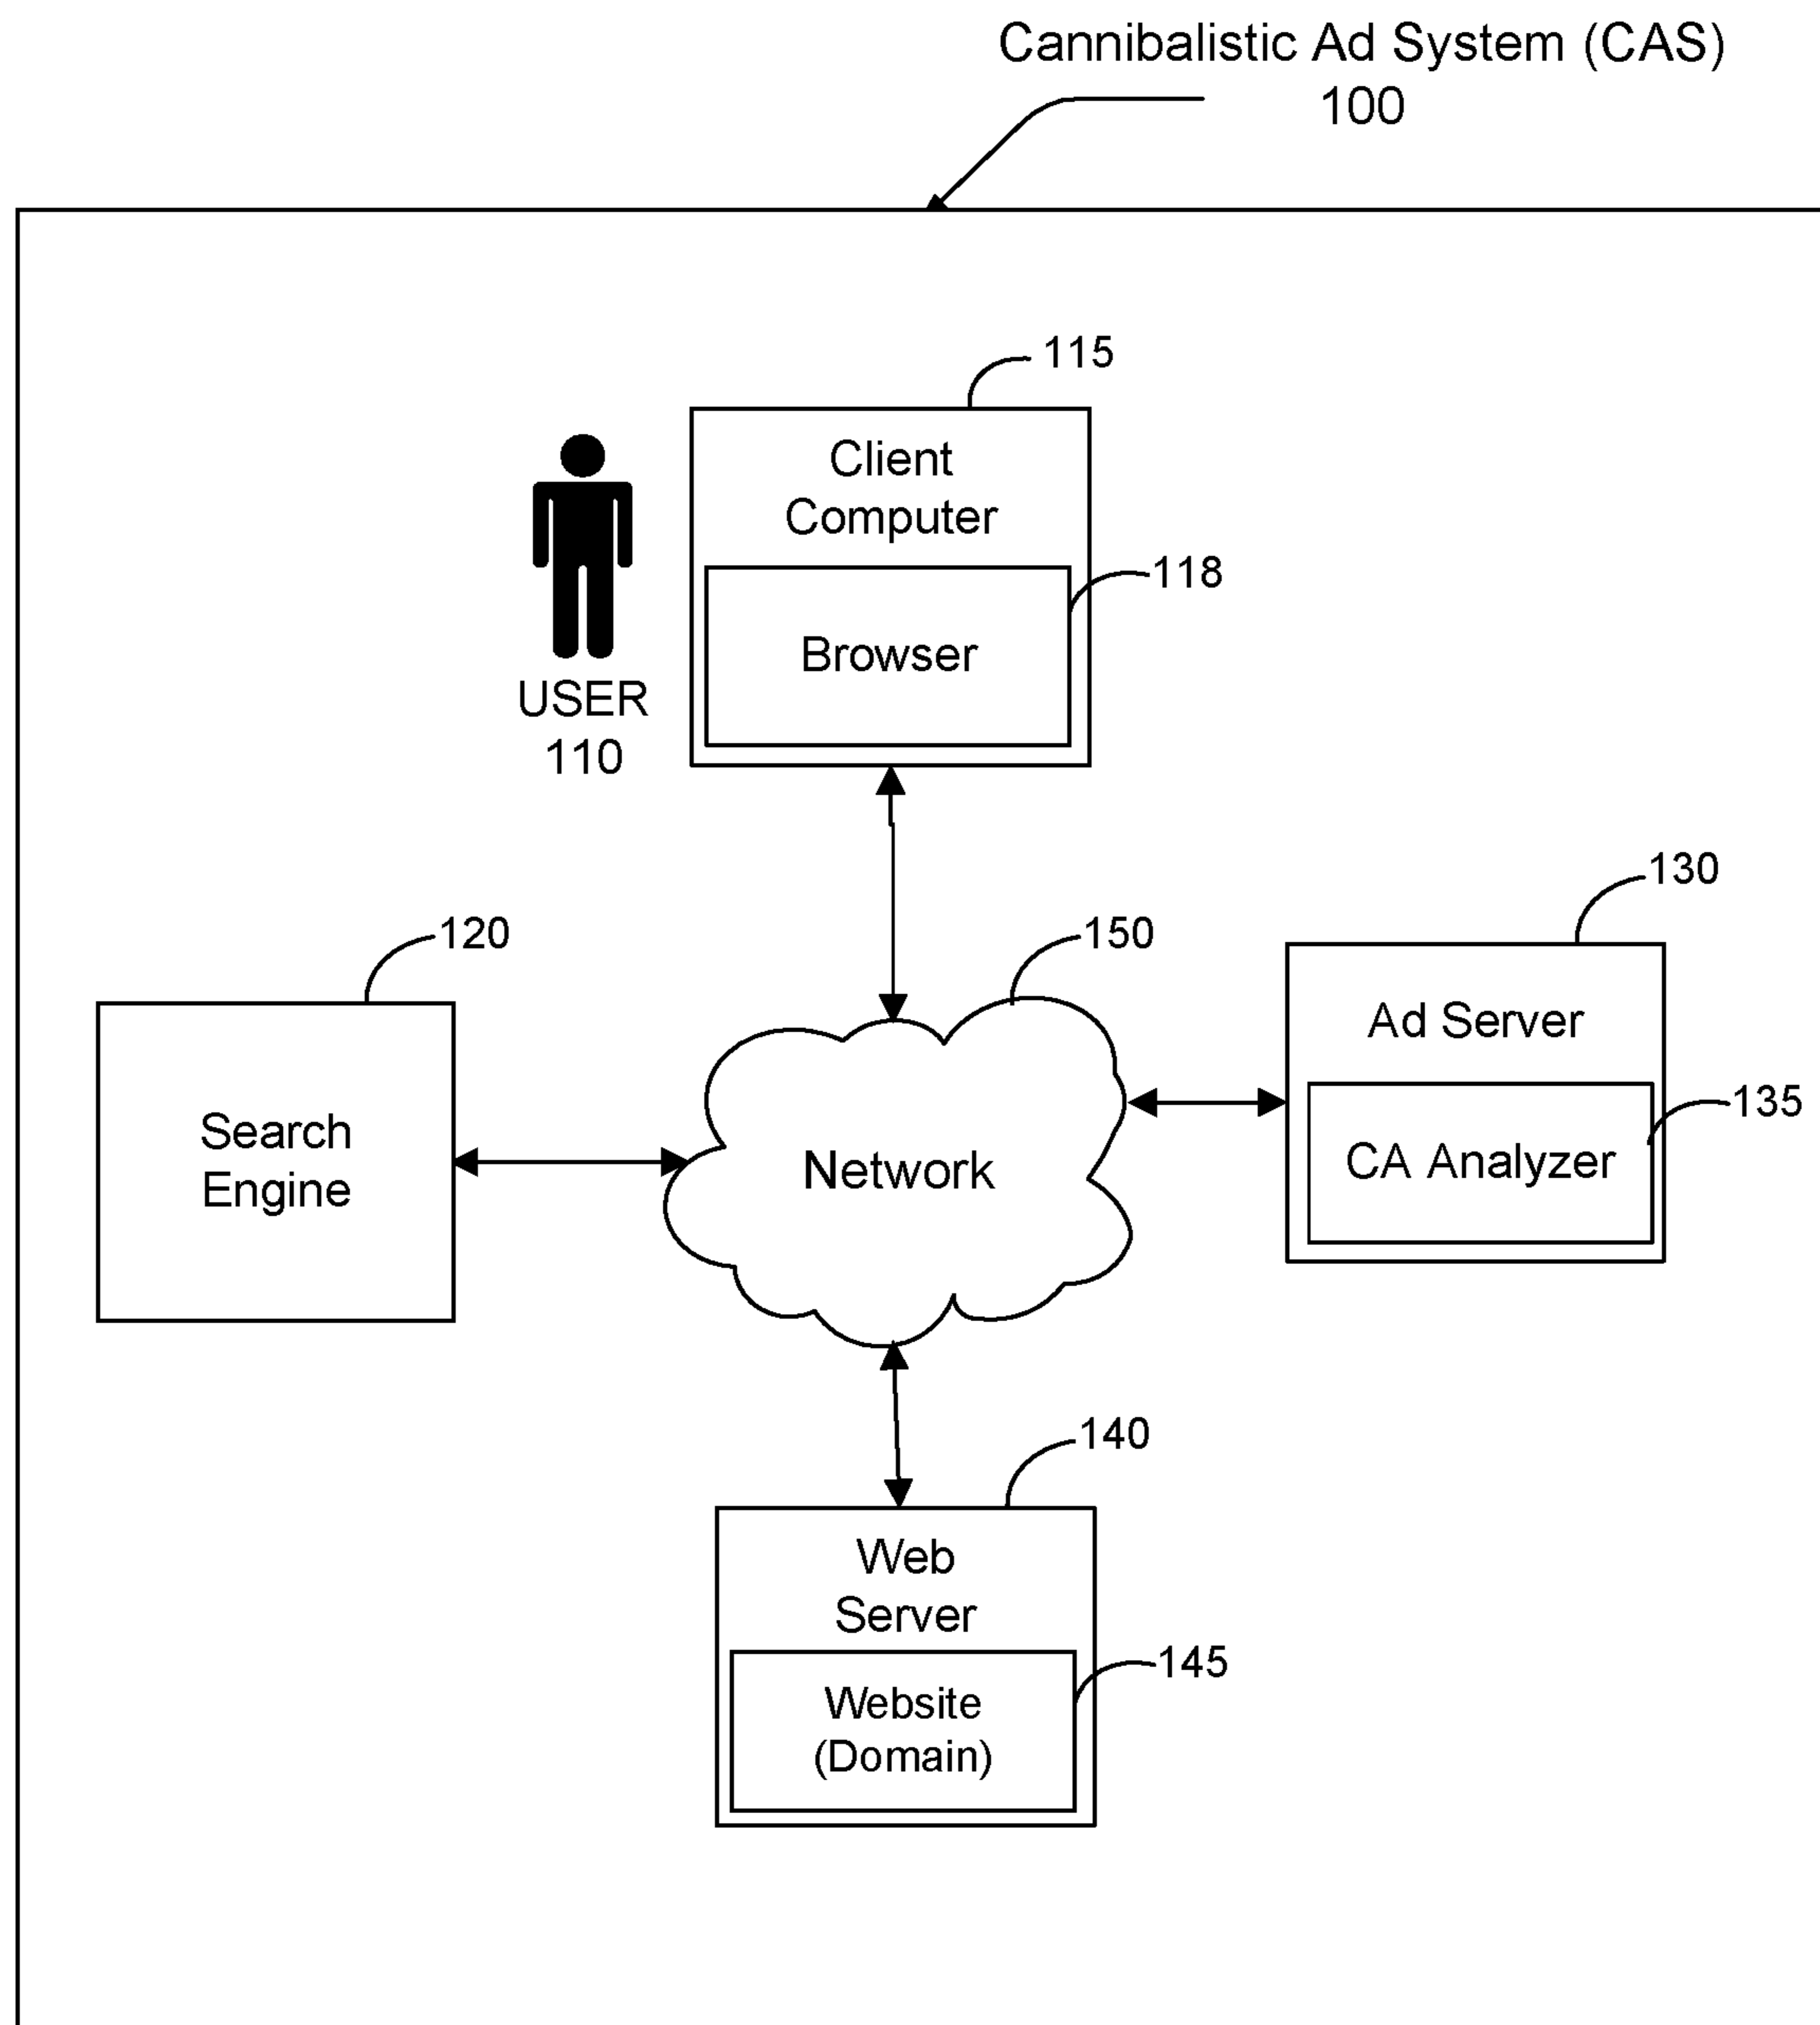 Cannibalistic Ad System (CAS)
100
115
Client
Computer
118
Browser
USER
110
130
120
150
Ad Server
Search
Engine
Network
135
CA Analyzer
140
Web
Server
145
Website
(Domain)